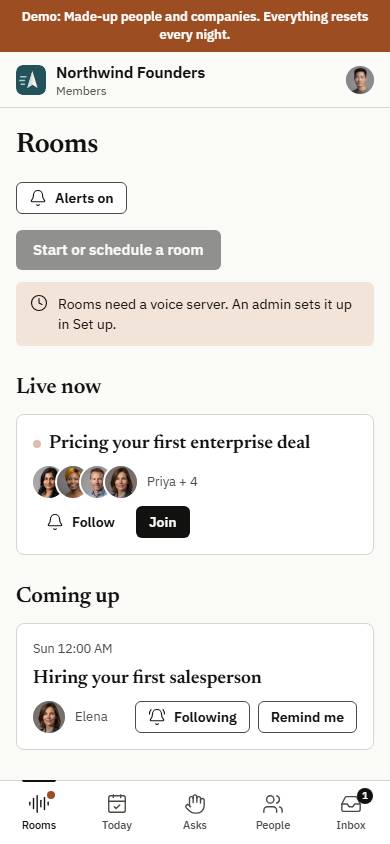 Demo: Made-up people and companies. Everything resets
every night.
Northwind Founders
Members
Rooms
Alerts on
Start or schedule a room
Rooms need a voice server. An admin sets it up
in Set up.
Live now
Pricing your first enterprise deal
Priya + 4
Follow
Join
Coming up
Sun 12:00 AM
Hiring your first salesperson
Elena
Following
Remind me
1
Rooms
Today
Asks
People
Inbox